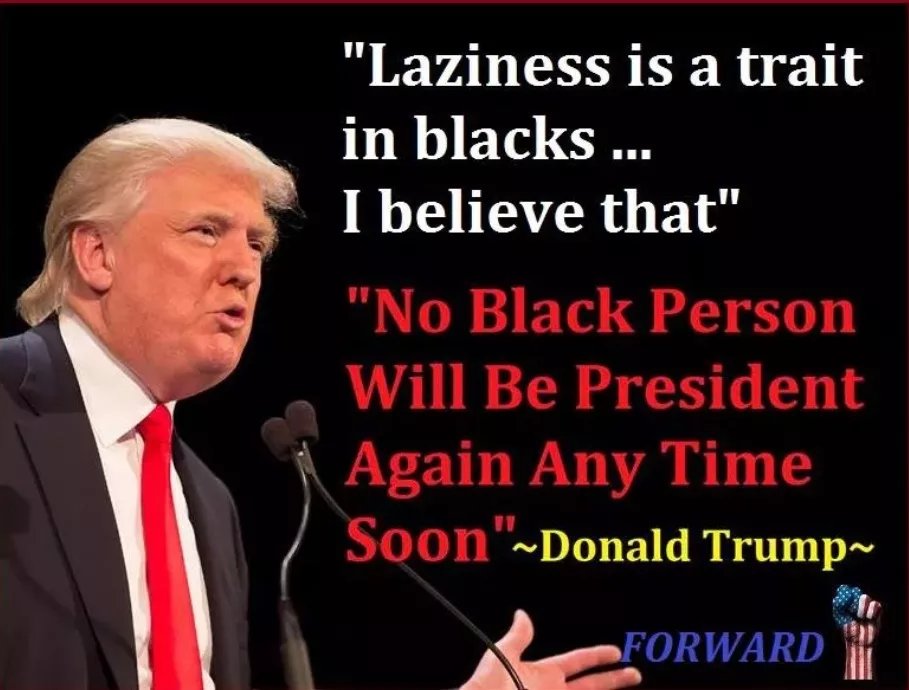 "Laziness is a trait
in blacks ...
I believe that"
"No Black Person
Will Be President
Again Any Time
Soon" ~Donald Trump~
FORWARD